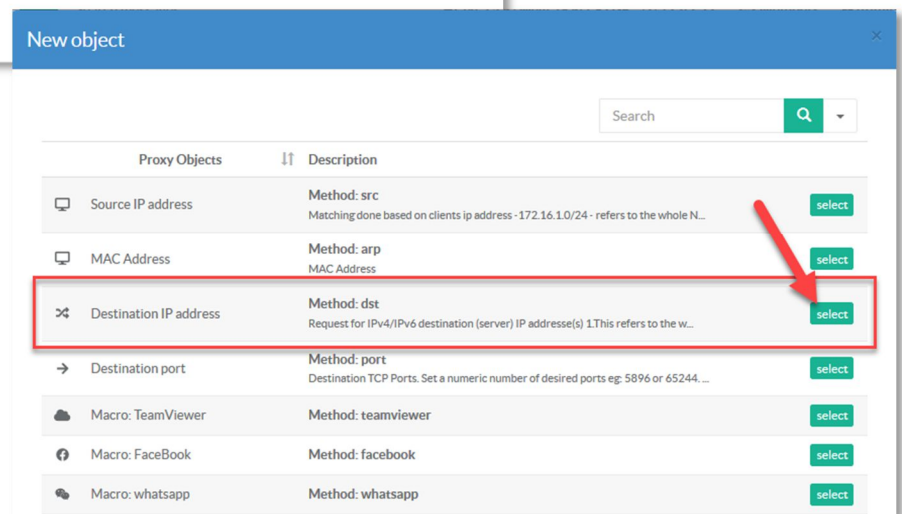 New object
×
Search
Proxy Objects Description
Source IP address
Method: src
Matching done based on clients ip address -172.16.1.0/24 - refers to the whole N...
select
MAC Address
Method: arp
MAC Address
select
Destination IP address
Method: dst
Request for IPv4/IPv6 destination (server) IP addresse(s) 1.This refers to the w...
select
Destination port
Method: port
Destination TCP Ports. Set a numeric number of desired ports eg: 5896 or 65244. ...
select
Macro: TeamViewer
Method: teamviewer
select
Macro: FaceBook
Method: facebook
select
Macro: whatsapp
Method: whatsapp
select